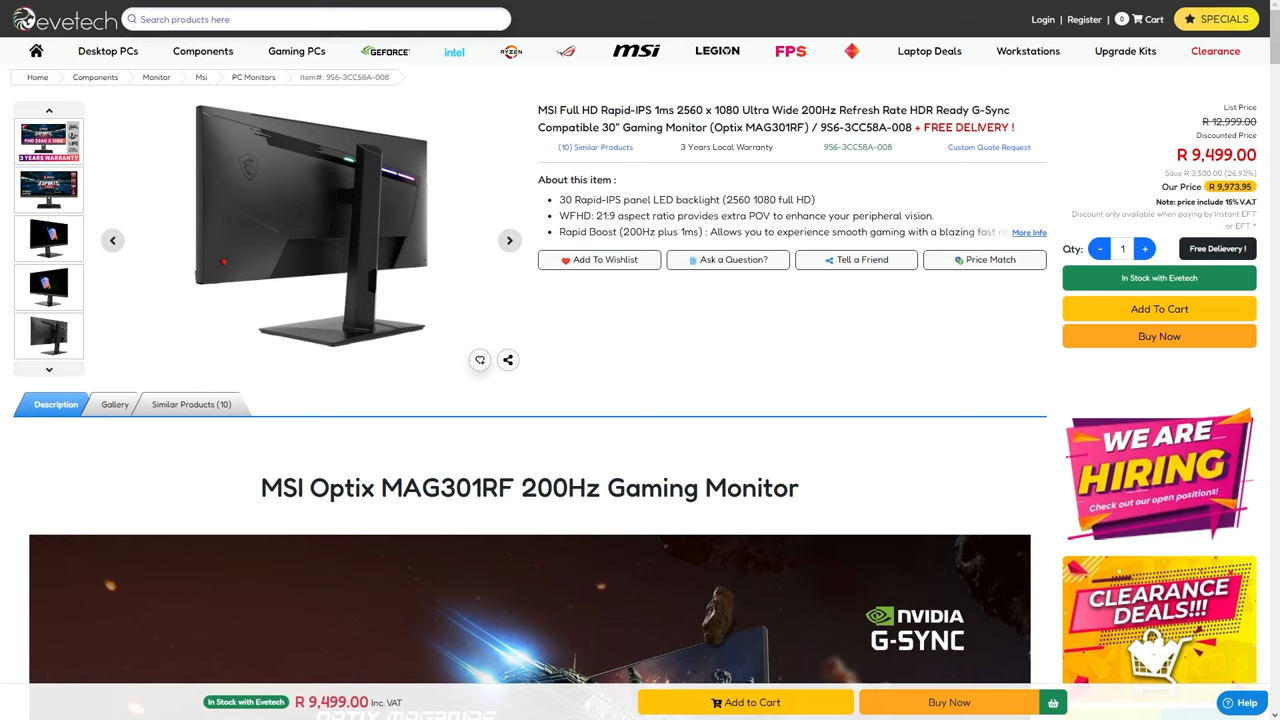 evetech
Search products here
Login | Register | 0 Cart
SPECIALS
Desktop PCs
Components
Gaming PCs
GEFORCE
intel
RYZEN
msi
LEGION
FPS
Laptop Deals
Workstations
Upgrade Kits
Clearance
Home
Components
Monitor
Msi
PC Monitors
Item#: 9S6-3CC58A-008
FHD 2560 X 1080
3 YEARS WARRANTY
MSI Full HD Rapid-IPS 1ms 2560 x 1080 Ultra Wide 200Hz Refresh Rate HDR Ready G-Sync
Compatible 30" Gaming Monitor (Optix MAG301RF) / 9S6-3CC58A-008 + FREE DELIVERY !
(10) Similar Products
3 Years Local Warranty
9S6-3CC58A-008
Custom Quote Request
About this item :
• 30 Rapid-IPS panel LED backlight (2560 1080 full HD)
• WFHD: 21:9 aspect ratio provides extra POV to enhance your peripheral vision.
• Rapid Boost (200Hz plus 1ms) : Allows you to experience smooth gaming with a blazing fast re
More Info
Add To Wishlist
Ask a Question?
Tell a Friend
Price Match
List Price
R 12,999.00
Discounted Price
R 9,499.00
Save R 3,500.00 (26.93%)
Our Price R 9,973.95
Note: price include 15% V.A.T
Discount only available when paying by Instant EFT
or EFT *
Qty: - 1 +
Free Delievery !
In Stock with Evetech
Add To Cart
Buy Now
Description
Gallery
Similar Products (10)
MSI Optix MAG301RF 200Hz Gaming Monitor
NVIDIA
G-SYNC
OPTIX MAG301RF
WE ARE
HIRING
Check out our open positions!
CLEARANCE
DEALS!!!
In Stock with Evetech
R 9,499.00 Inc. VAT
Add to Cart
Buy Now
Help